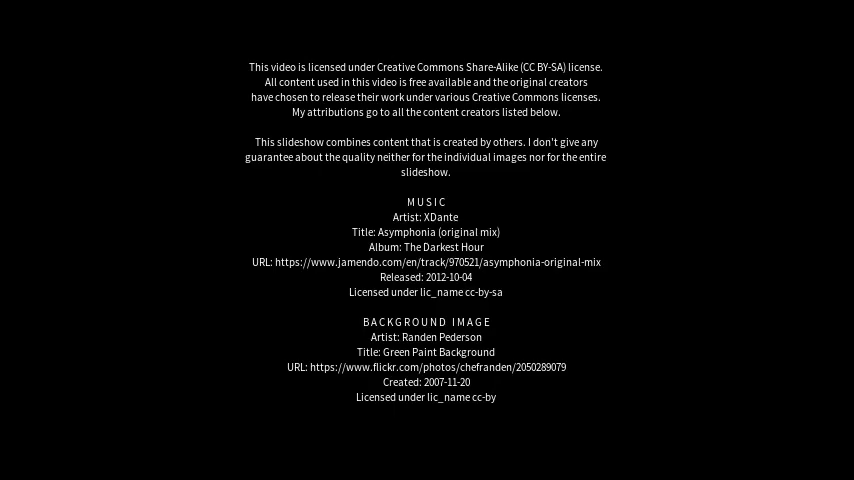 This video is licensed under Creative Commons Share-Alike (CC BY-SA) license.
All content used in this video is free available and the original creators
have chosen to release their work under various Creative Commons licenses.
My attributions go to all the content creators listed below.
This slideshow combines content that is created by others. I don't give any
guarantee about the quality neither for the individual images nor for the entire
slideshow.
M U S I C
Artist: XDante
Title: Asymphonia (original mix)
Album: The Darkest Hour
URL: https://www.jamendo.com/en/track/970521/asymphonia-original-mix
Released: 2012-10-04
Licensed under lic_name cc-by-sa
B A C K G R O U N D   I M A G E
Artist: Randen Pederson
Title: Green Paint Background
URL: https://www.flickr.com/photos/chefranden/2050289079
Created: 2007-11-20
Licensed under lic_name cc-by